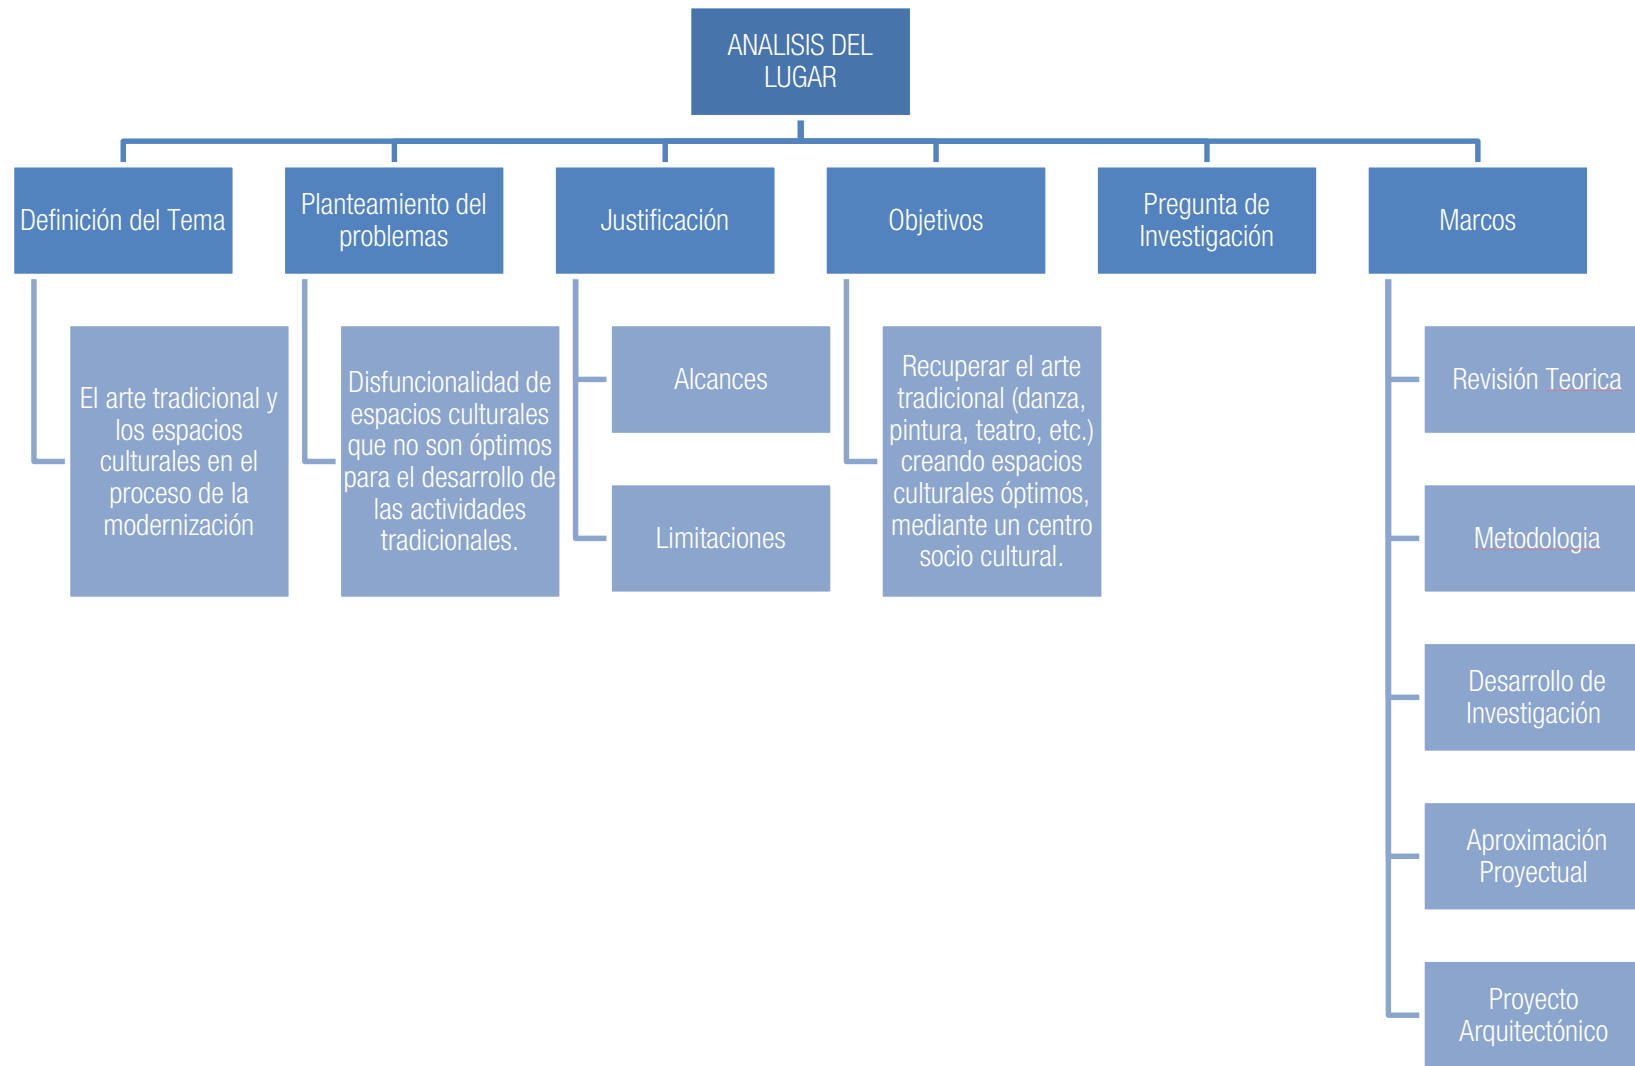 ANALISIS DEL
LUGAR
Definición del Tema
Planteamiento del
problemas
Justificación
Objetivos
Pregunta de
Investigación
Marcos
El arte tradicional y
los espacios
culturales en el
proceso de la
modernización
Disfuncionalidad de
espacios culturales
que no son óptimos
para el desarrollo de
las actividades
tradicionales.
Alcances
Limitaciones
Recuperar el arte
tradicional (danza,
pintura, teatro, etc.)
creando espacios
culturales óptimos,
mediante un centro
socio cultural.
Revisión Teorica
Metodologia
Desarrollo de
Investigación
Aproximación
Proyectual
Proyecto
Arquitectónico